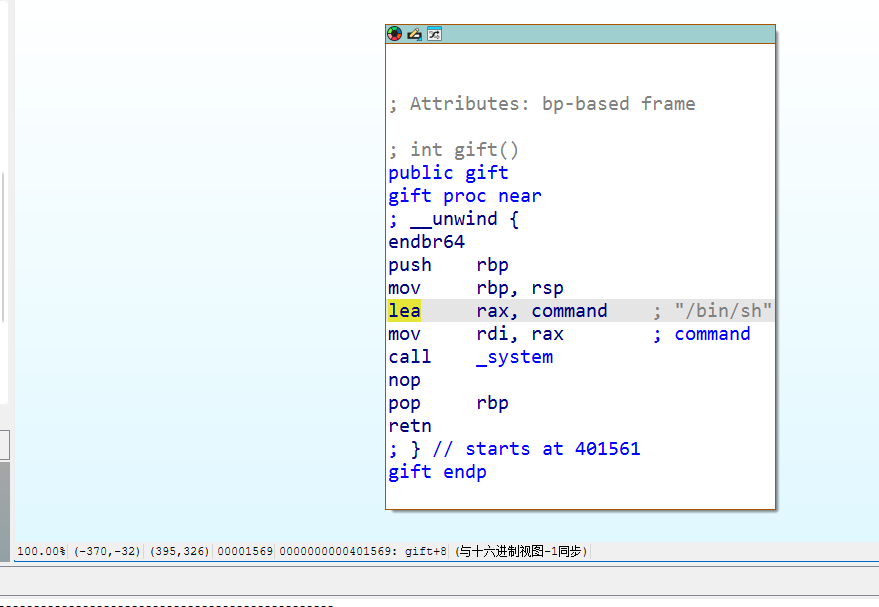 ; Attributes: bp-based frame
; int gift()
public gift
gift proc near
; __unwind {
endbr64
push    rbp
mov     rbp, rsp
lea     rax, command    ; "/bin/sh"
mov     rdi, rax        ; command
call    _system
nop
pop     rbp
retn
; } // starts at 401561
gift endp
100.00% (-370,-32) (395,326) 00001569 0000000000401569: gift+8 (与十六进制视图-1同步)